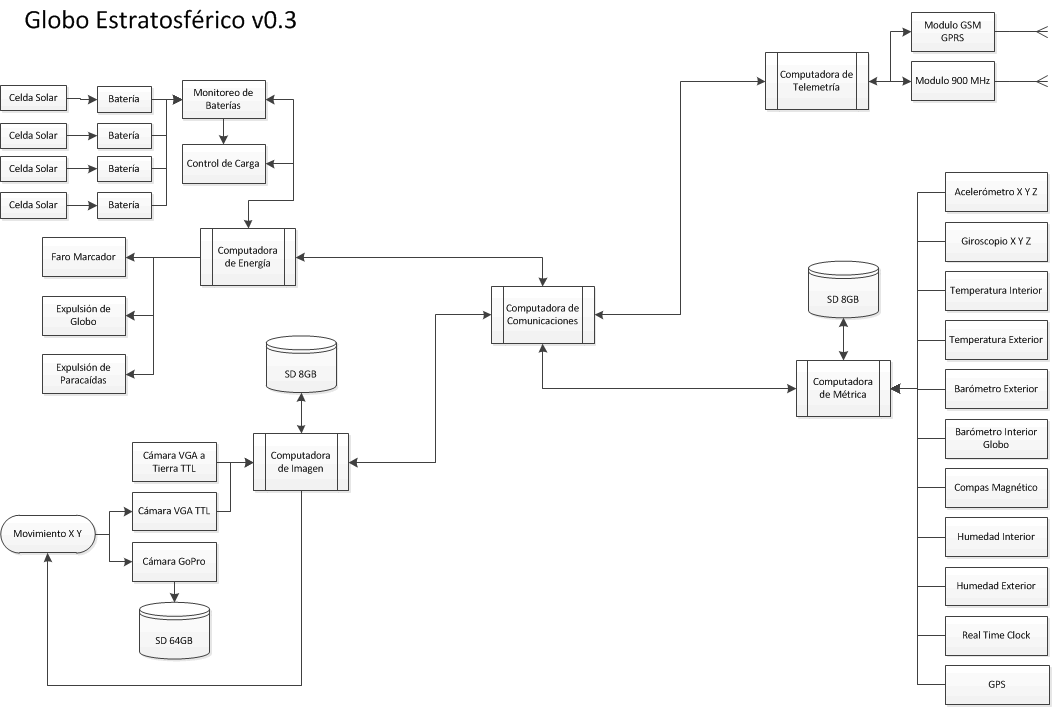 Globo Estratosférico v0.3
Modulo GSM
GPRS
Computadora de
Telemetría
Modulo 900 MHz
Celda Solar
Batería
Monitoreo de
Baterías
Celda Solar
Batería
Celda Solar
Batería
Control de Carga
Celda Solar
Batería
Acelerómetro X Y Z
Giroscopio X Y Z
Temperatura Interior
Temperatura Exterior
Barómetro Exterior
Barómetro Interior
Globo
Compas Magnético
Humedad Interior
Humedad Exterior
Real Time Clock
GPS
Faro Marcador
Computadora
de Energía
Expulsión de
Globo
Expulsión de
Paracaídas
Computadora de
Comunicaciones
SD 8GB
Computadora
de Métrica
SD 8GB
Computadora
de Imagen
Cámara VGA a
Tierra TTL
Cámara VGA TTL
Movimiento X Y
Cámara GoPro
SD 64GB